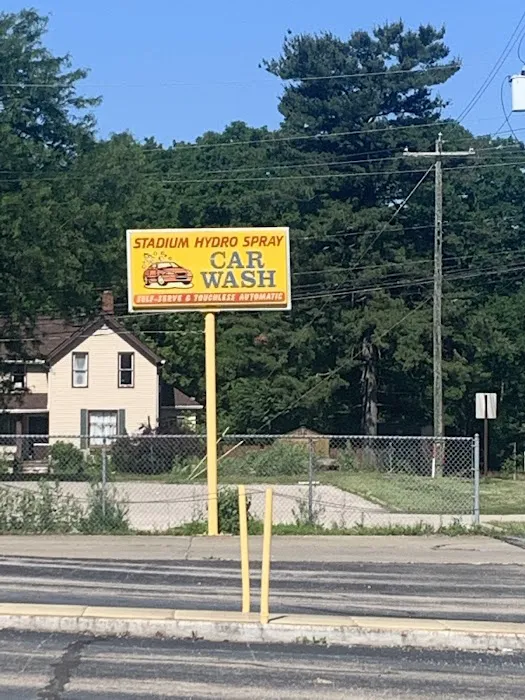 STADIUM HYDRO SPRAY
CAR
WASH
SELF-SERVE & TOUCHLESS AUTOMATIC